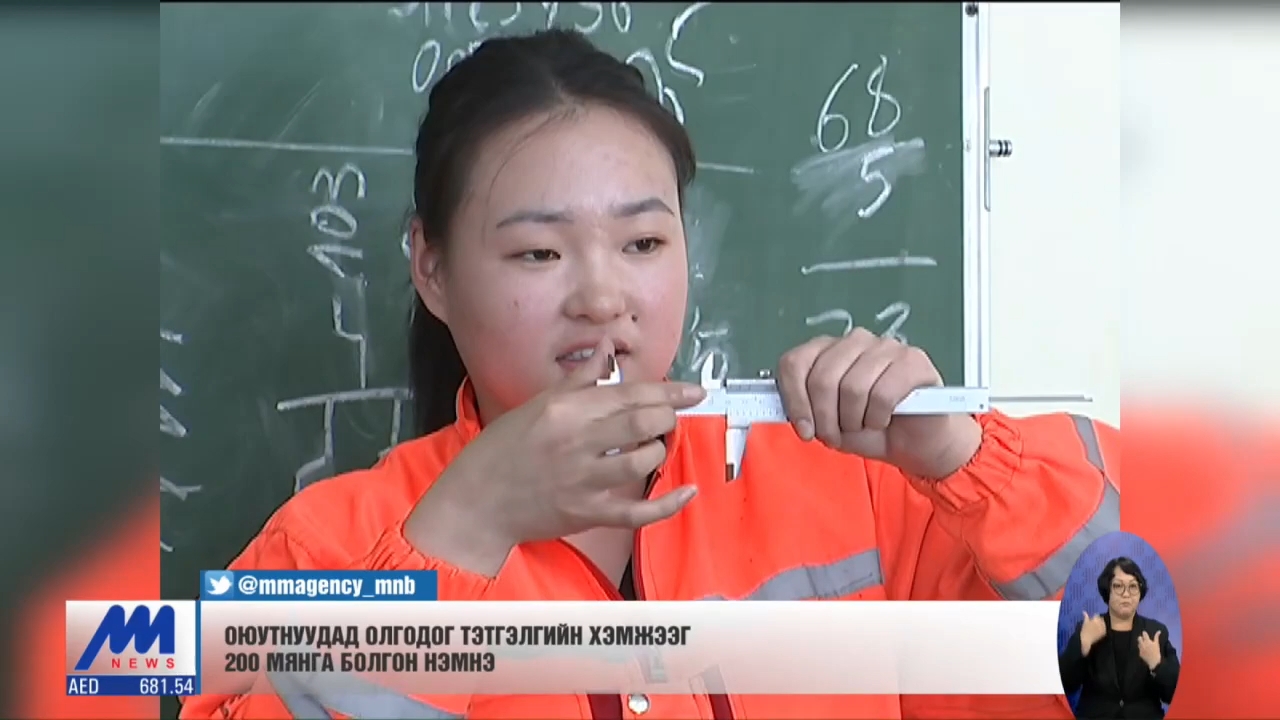 68
5
103
@mmagency_mnb
ОЮУТНУУДАД ОЛГОДОГ ТЭТГЭЛГИЙН ХЭМЖЭЭГ
200 МЯНГА БОЛГОН НЭМНЭ
MM
NEWS
AED 681.54